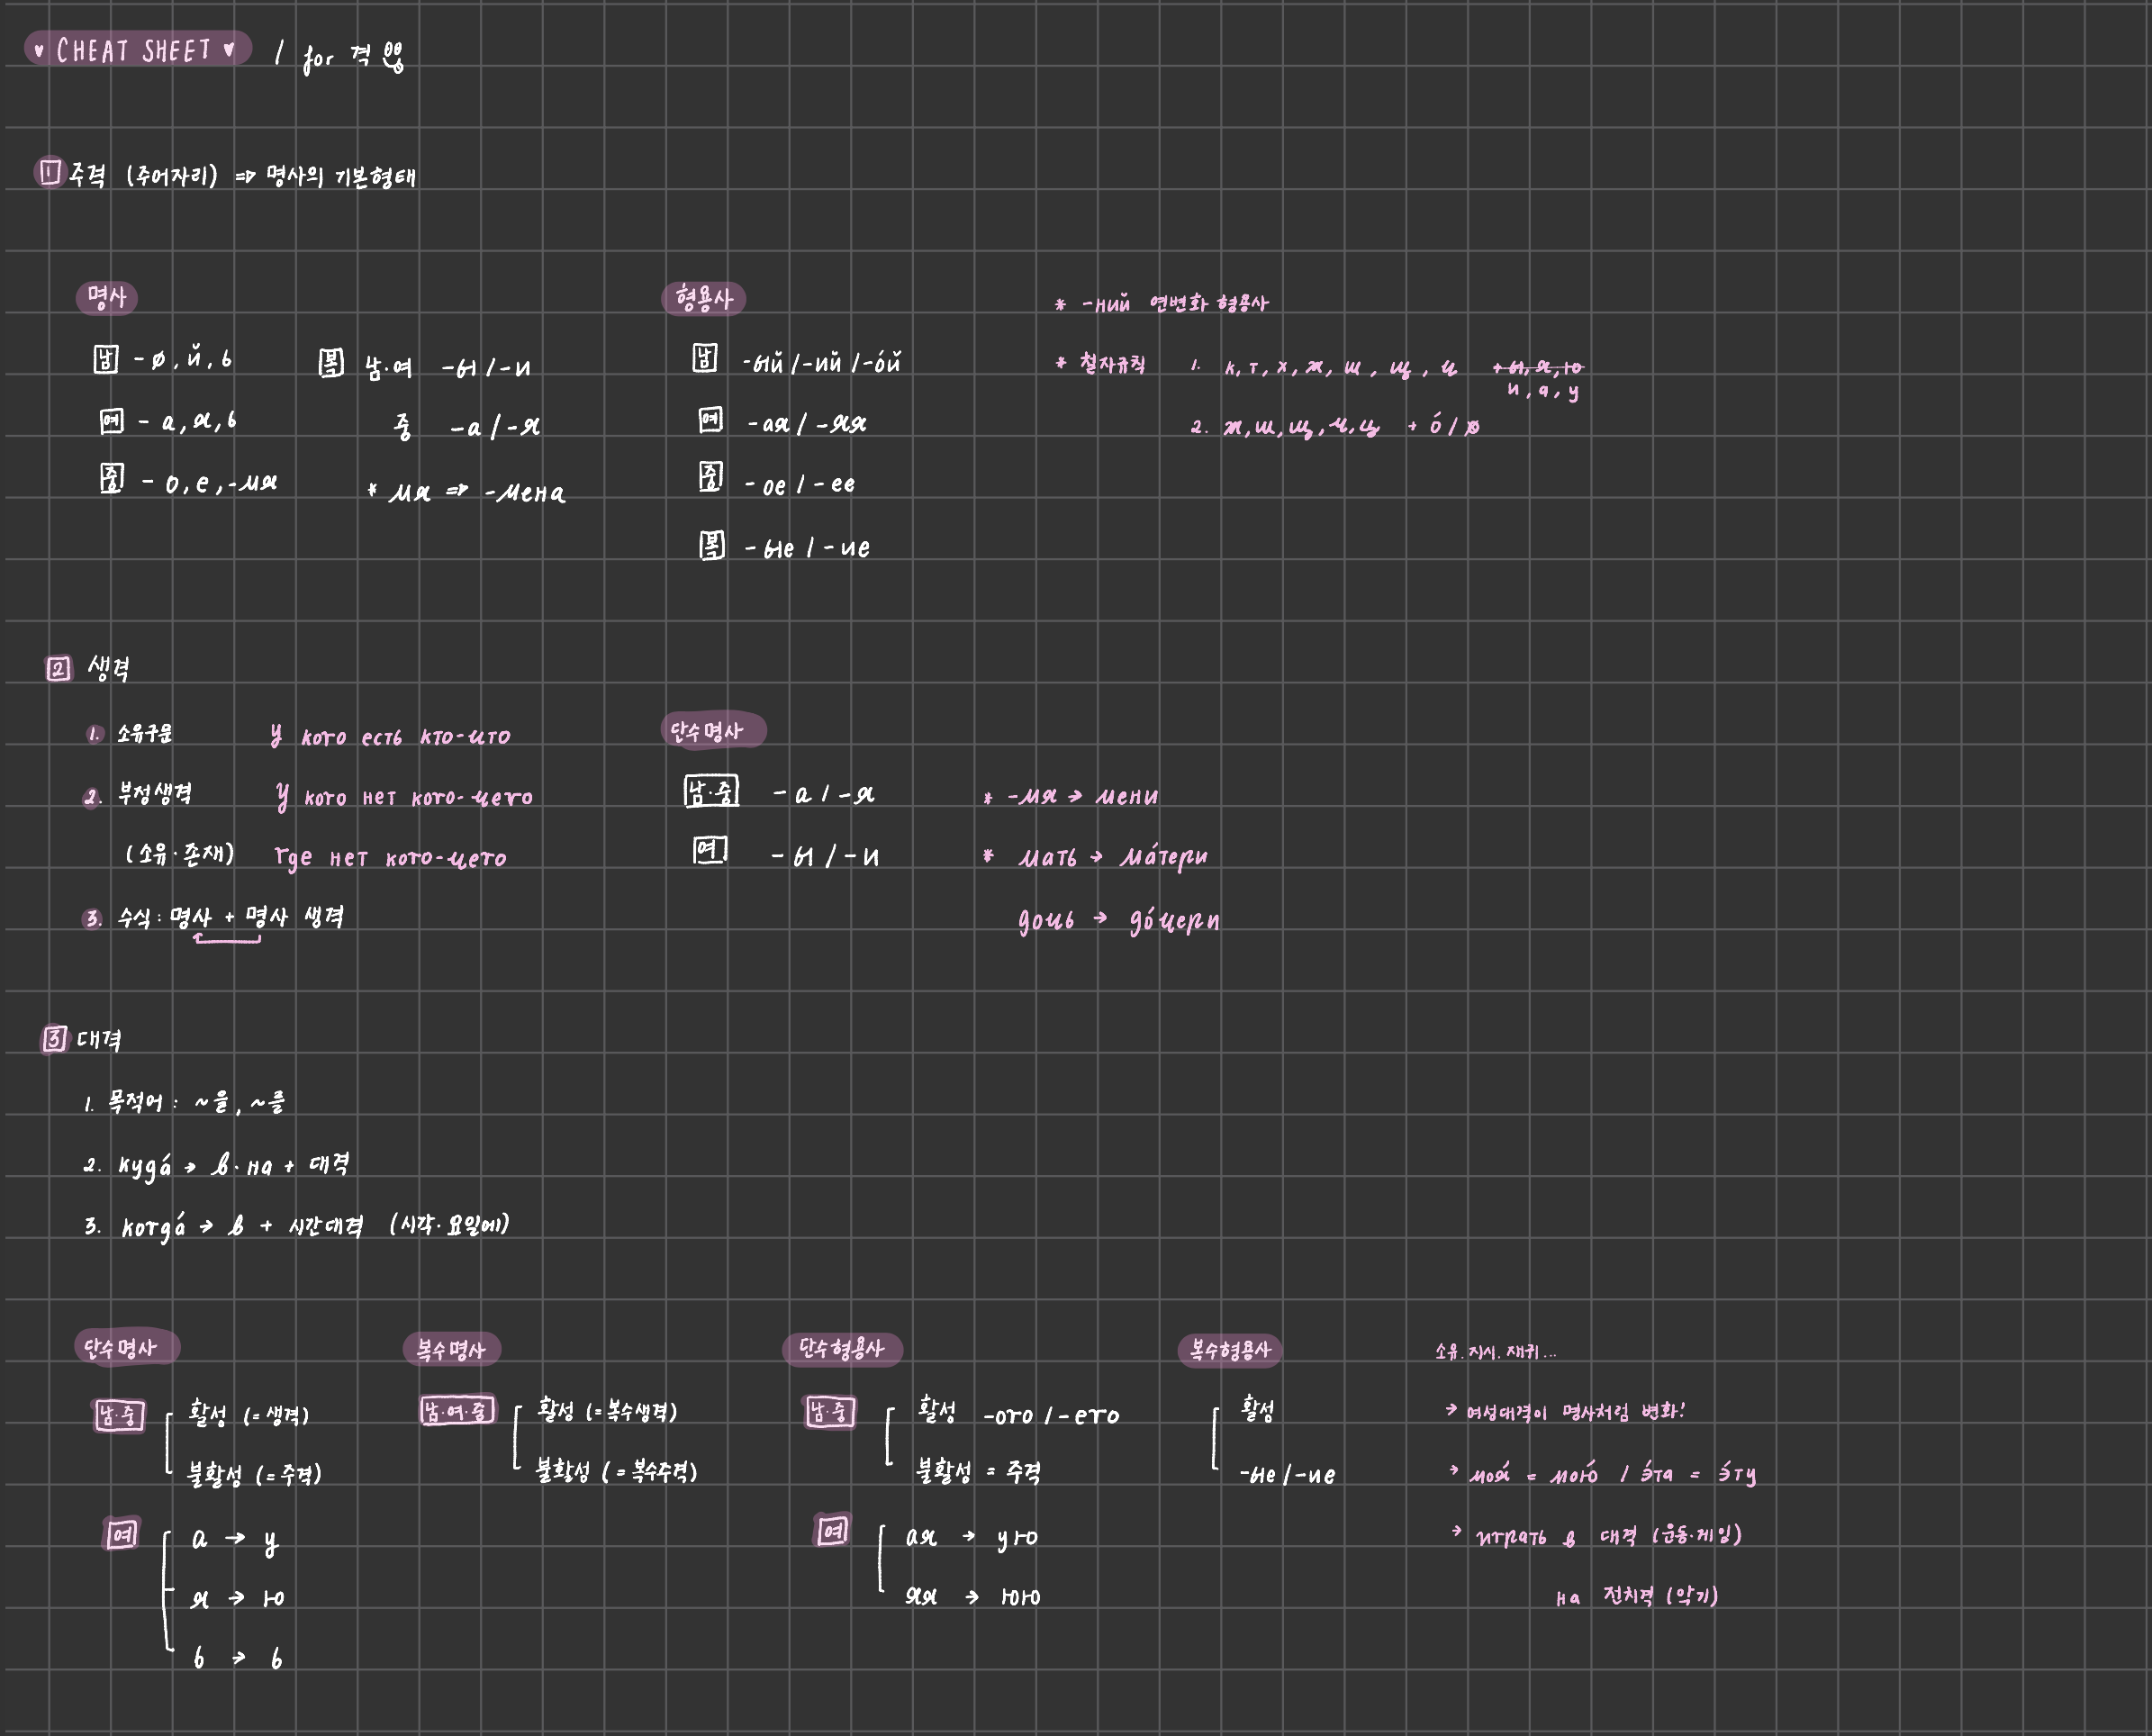 ♥ CHEAT SHEET ♥ / for 격
1 주격 (주어자리) => 명사의 기본형태
명사
남 - ø, й, ь
여 - а, я, ь
중 - о, е, -мя
복 남·여 -ы / -и
중 -а / -я
* мя => -мена
형용사
남 -ый / -ий / -о́й
여 -ая / -яя
중 -ое / -ее
복 -ые / -ие
* -ний 연변화 형용사
* 철자규칙 1. к, г, х, ж, ш, щ, ч +ы, я, ю
и, а, у
2. ж, ш, щ, ч, ц + о́ / о
2 생격
1. 소유구문 У кого есть кто-что
2. 부정생격 У кого нет кого-чего
(소유·존재) где нет кого-чего
3. 수식 : 명사 + 명사 생격
단수명사
남·중 -а / -я
여 -ы / -и
* -мя → мени
* мать → ма́тери
дочь → до́чери
3 대격
1. 목적어 : ~을, ~를
2. куда́ → в·на + 대격
3. когда́ → в + 시간대격 (시각·요일에)
단수명사
남·중 활성 (=생격)
불활성 (=주격)
여 а → у
я → ю
ь → ь
복수명사
남·여·중 활성 (=복수생격)
불활성 (=복수주격)
단수형용사
남·중 활성 -ого / -его
불활성 = 주격
여 ая → ую
яя → юю
복수형용사
활성
-ые / -ие
소유.지시.재귀...
→ 여성대격이 명사처럼 변화!
→ моя́ = мою́ / э́та = э́ту
→ играть в 대격 (운동·게임)
на 전치격 (악기)